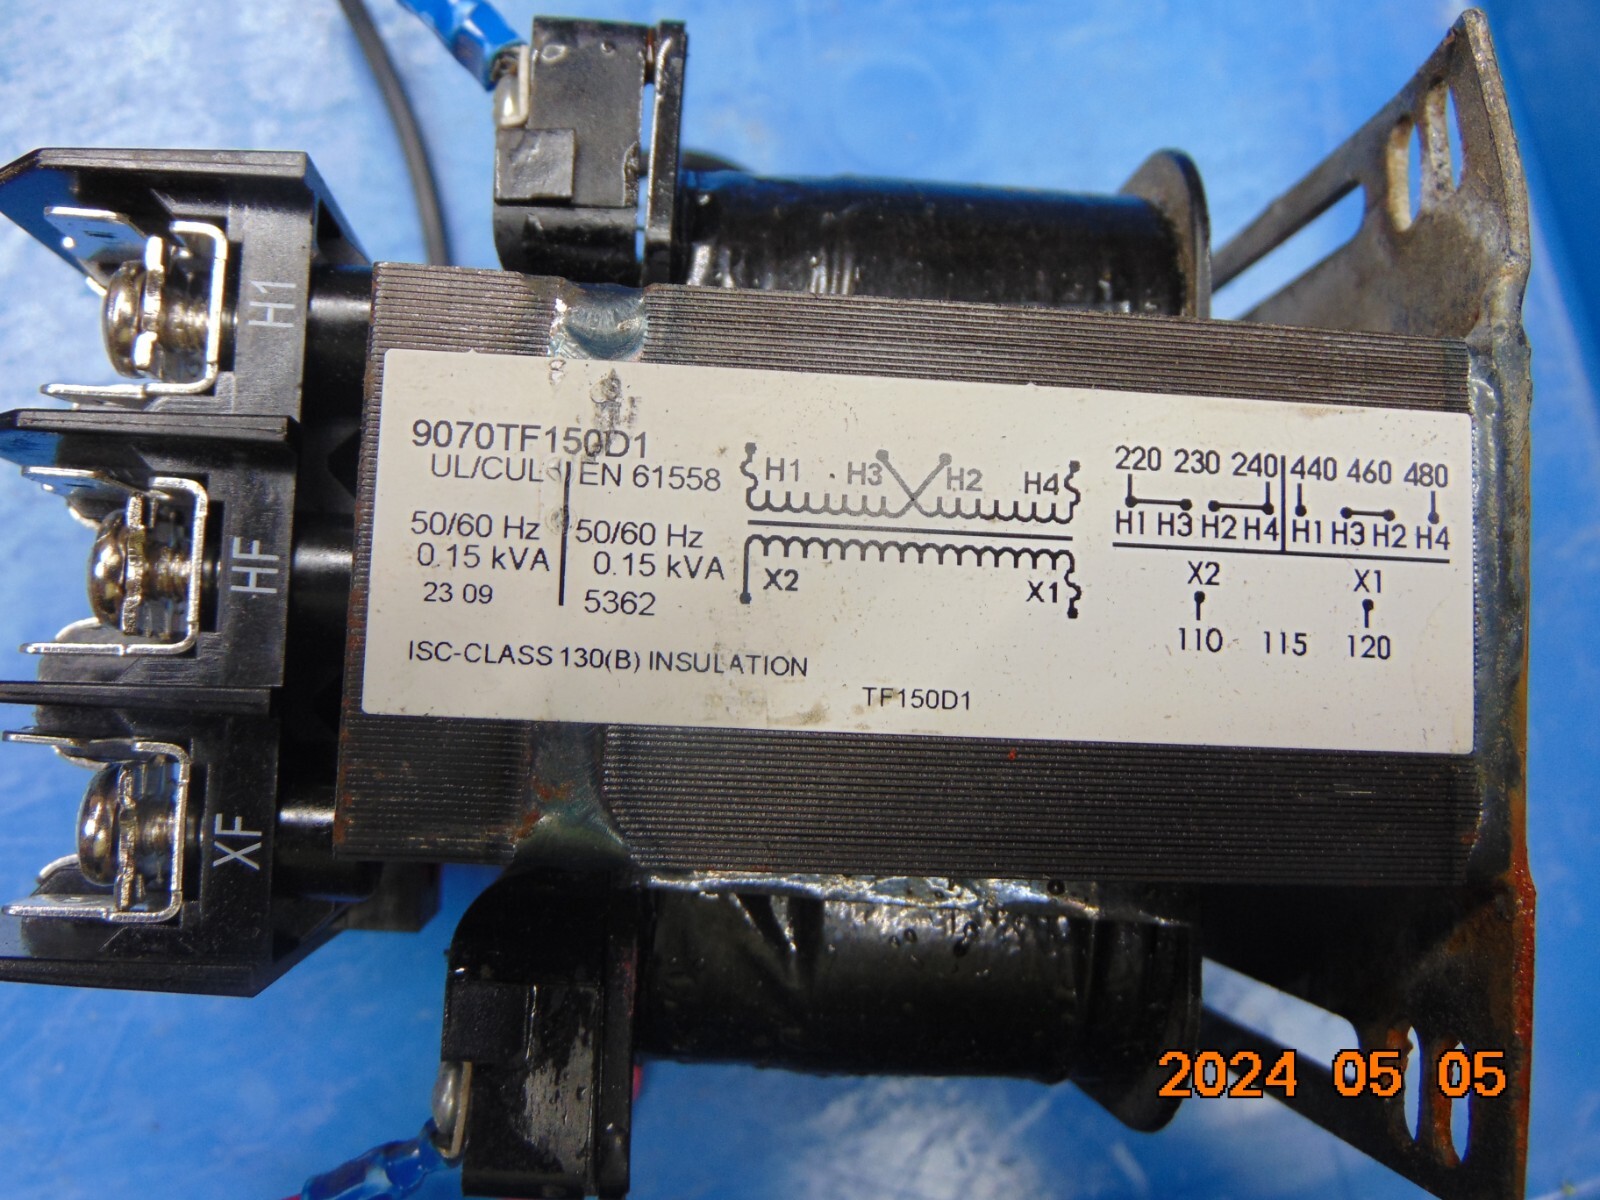 H1
HF
XF
9070TF150D1
UL/CUL EN 61558
50/60 Hz 50/60 Hz
0.15 kVA 0.15 kVA
23 09 5362
ISC-CLASS 130(B) INSULATION
TF150D1
H1 H3 H2 H4
X2 X1
220 230 240 440 460 480
H1 H3 H2 H4 H1 H3 H2 H4
X2 X1
110 115 120
2024 05 05